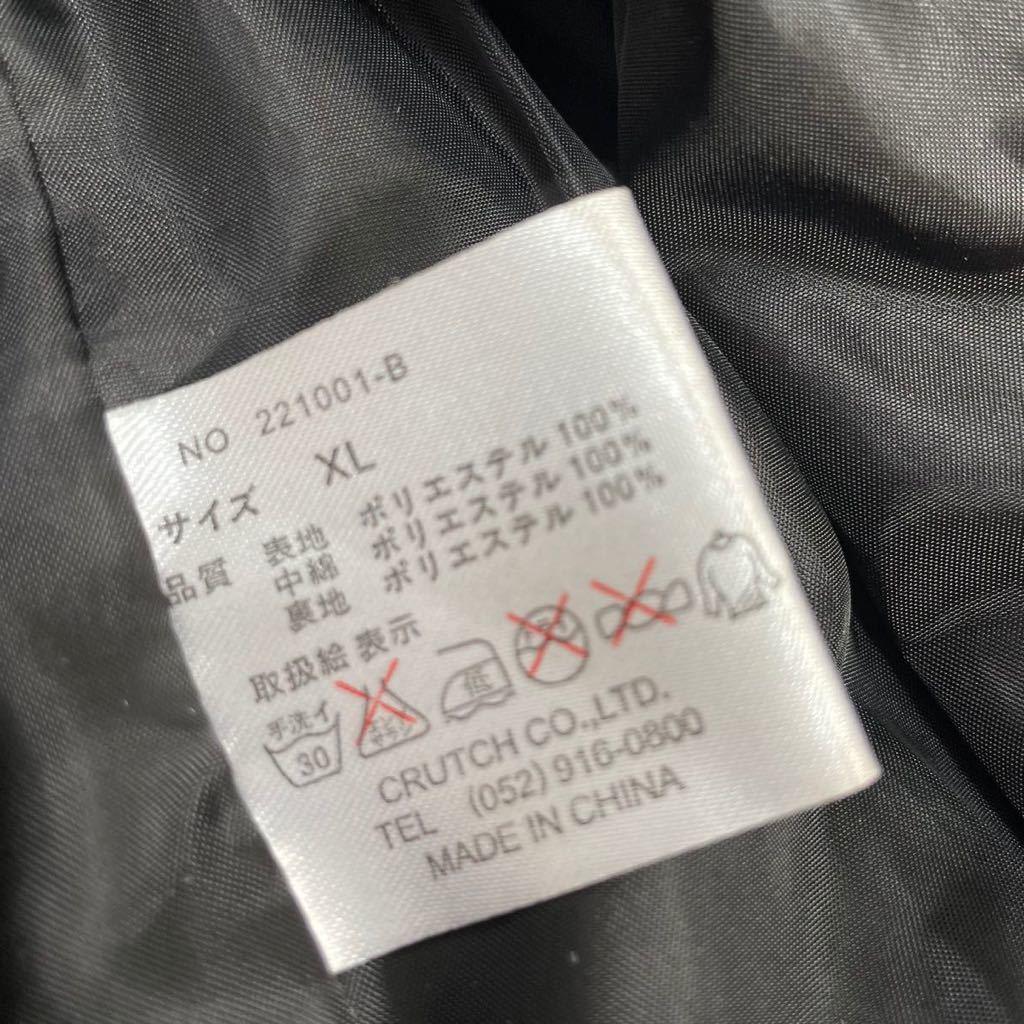 NO 221001-B
サイズ XL
品質 表地 ポリエステル 100%
中綿 ポリエステル 100%
裏地 ポリエステル 100%
取扱絵 表示
手洗イ
30
低
CRUTCH CO.,LTD.
TEL (052) 916-0800
MADE IN CHINA